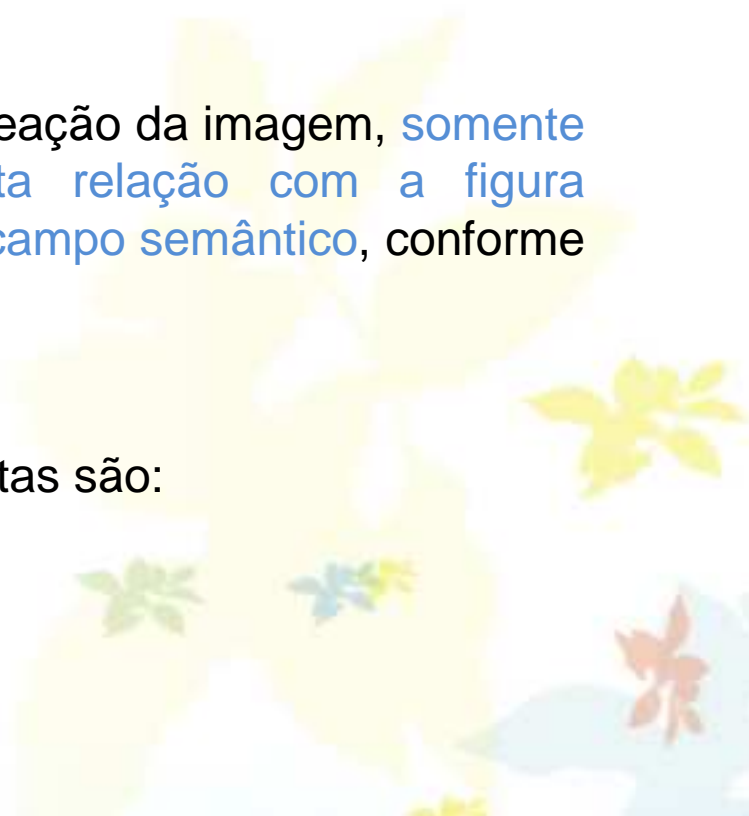 eação da imagem, somente
ta relação com a figura
campo semântico, conforme
tas são: